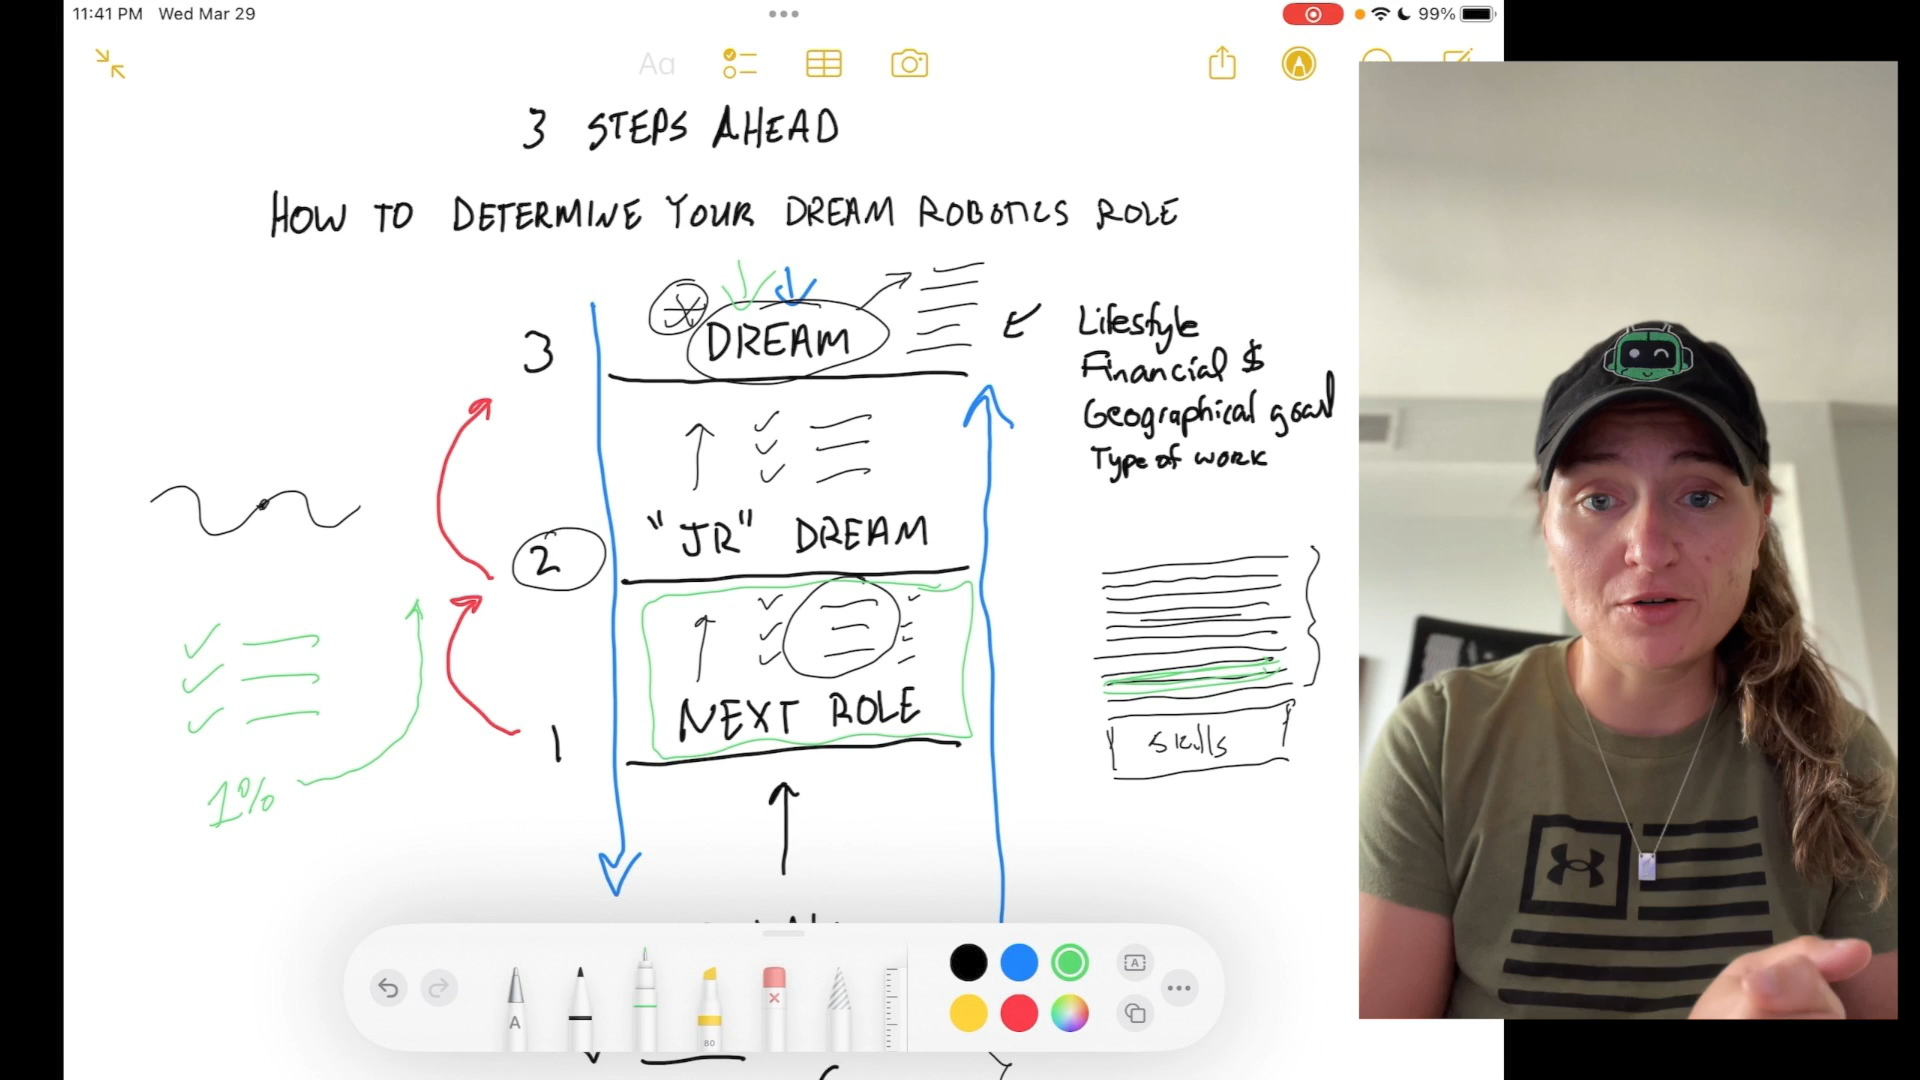 11:41 PM Wed Mar 29
99%
Aa
3 STEPS AHEAD
HOW TO DETERMINE YOUR DREAM ROBOTICS ROLE
3
DREAM
Lifestyle
Financial $
Geographical goal
Type of work
"JR" DREAM
2
NEXT ROLE
1
skills
1%
A
80
A